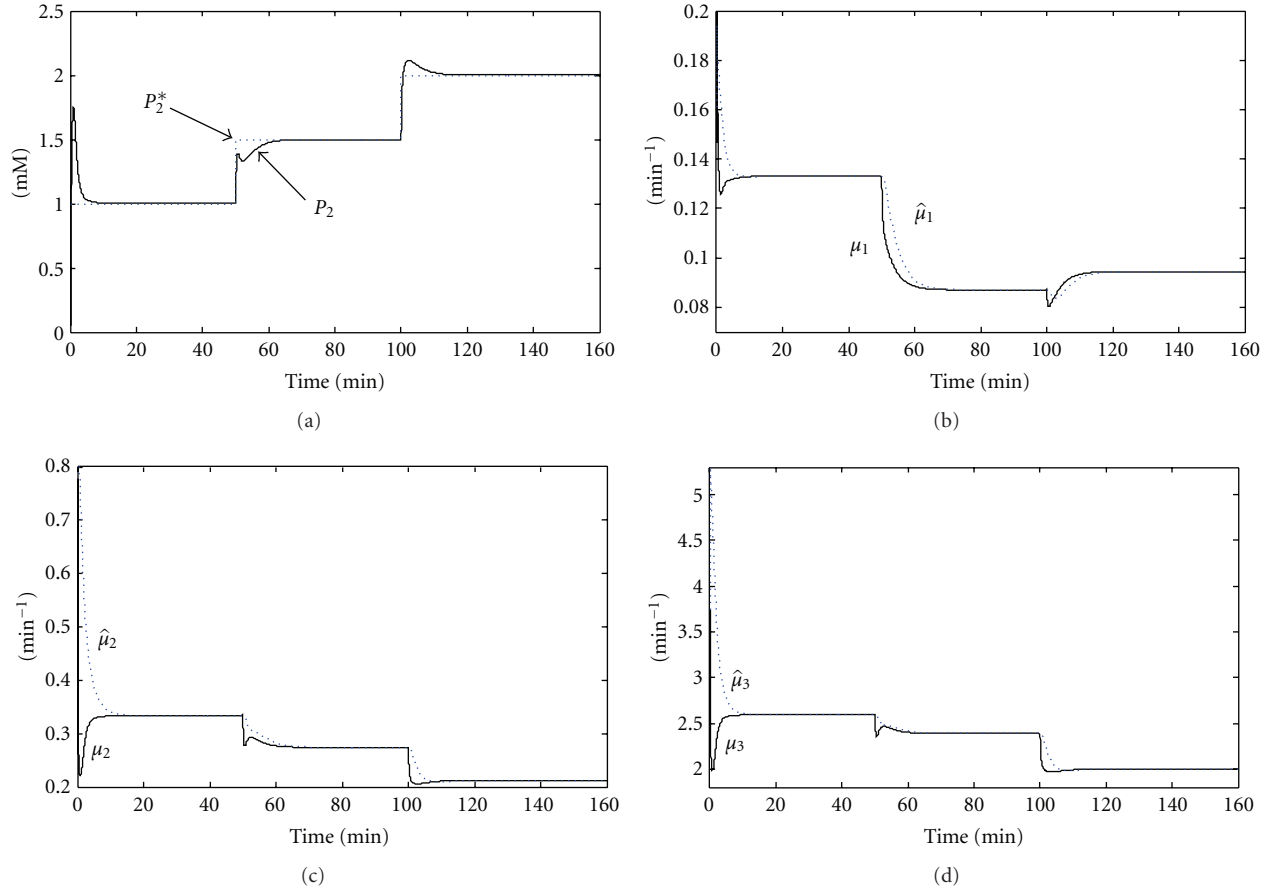 2.5
2
1.5
1
0.5
0
(mM)
P₂*
P₂
0 20 40 60 80 100 120 140 160
Time (min)
(a)
0.2
0.18
0.16
0.14
0.12
0.1
0.08
(min⁻¹)
μ̂₁
μ₁
0 20 40 60 80 100 120 140 160
Time (min)
(b)
0.8
0.7
0.6
0.5
0.4
0.3
0.2
(min⁻¹)
μ̂₂
μ₂
0 20 40 60 80 100 120 140 160
Time (min)
(c)
5
4.5
4
3.5
3
2.5
2
(min⁻¹)
μ̂₃
μ₃
0 20 40 60 80 100 120 140 160
Time (min)
(d)